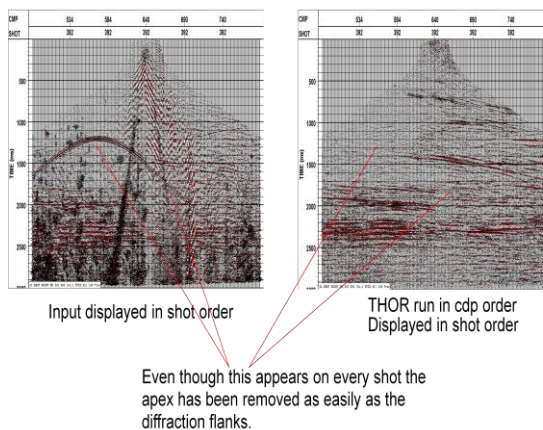 CMP 534 584 640 690 740
SHOT 392 392 392 392 392
500
1000
1500
2000
TIME (ms)
Input displayed in shot order
CMP 534 584 640 690 740
SHOT 392 392 392 392 392
500
1000
1500
2000
TIME (ms)
THOR run in cdp order
Displayed in shot order
Even though this appears on every shot the
apex has been removed as easily as the
diffraction flanks.